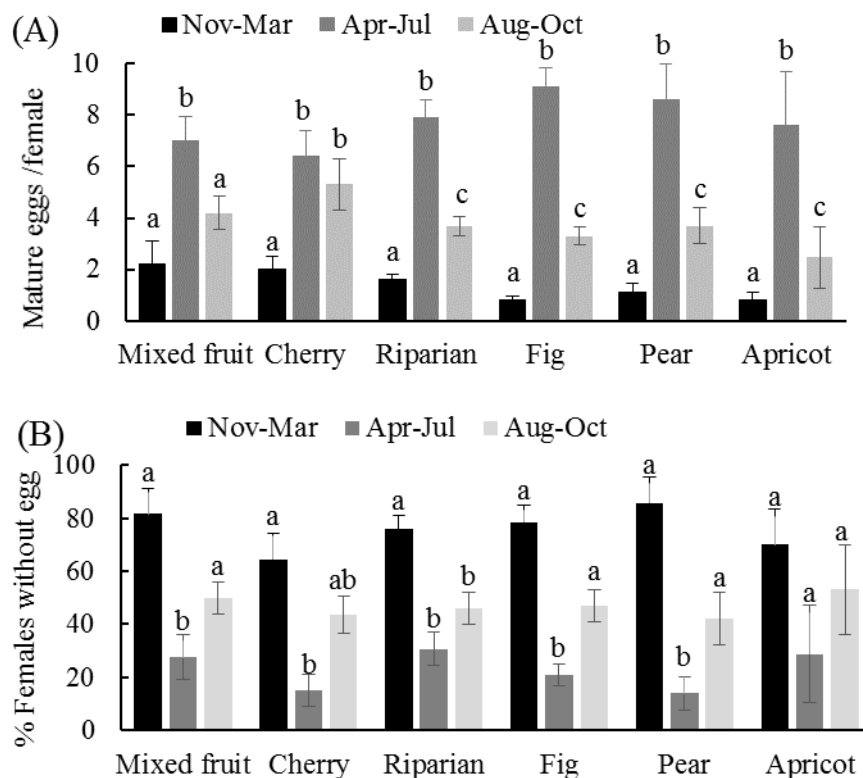 (A)
Nov-Mar Apr-Jul Aug-Oct
Mature eggs /female
10
8
6
4
2
0
a b a
a b b
a b c
a b c
a b c
a b c
Mixed fruit Cherry Riparian Fig Pear Apricot
(B)
Nov-Mar Apr-Jul Aug-Oct
% Females without egg
100
80
60
40
20
0
a b a
a b ab
a b b
a b a
a b a
a a a
Mixed fruit Cherry Riparian Fig Pear Apricot